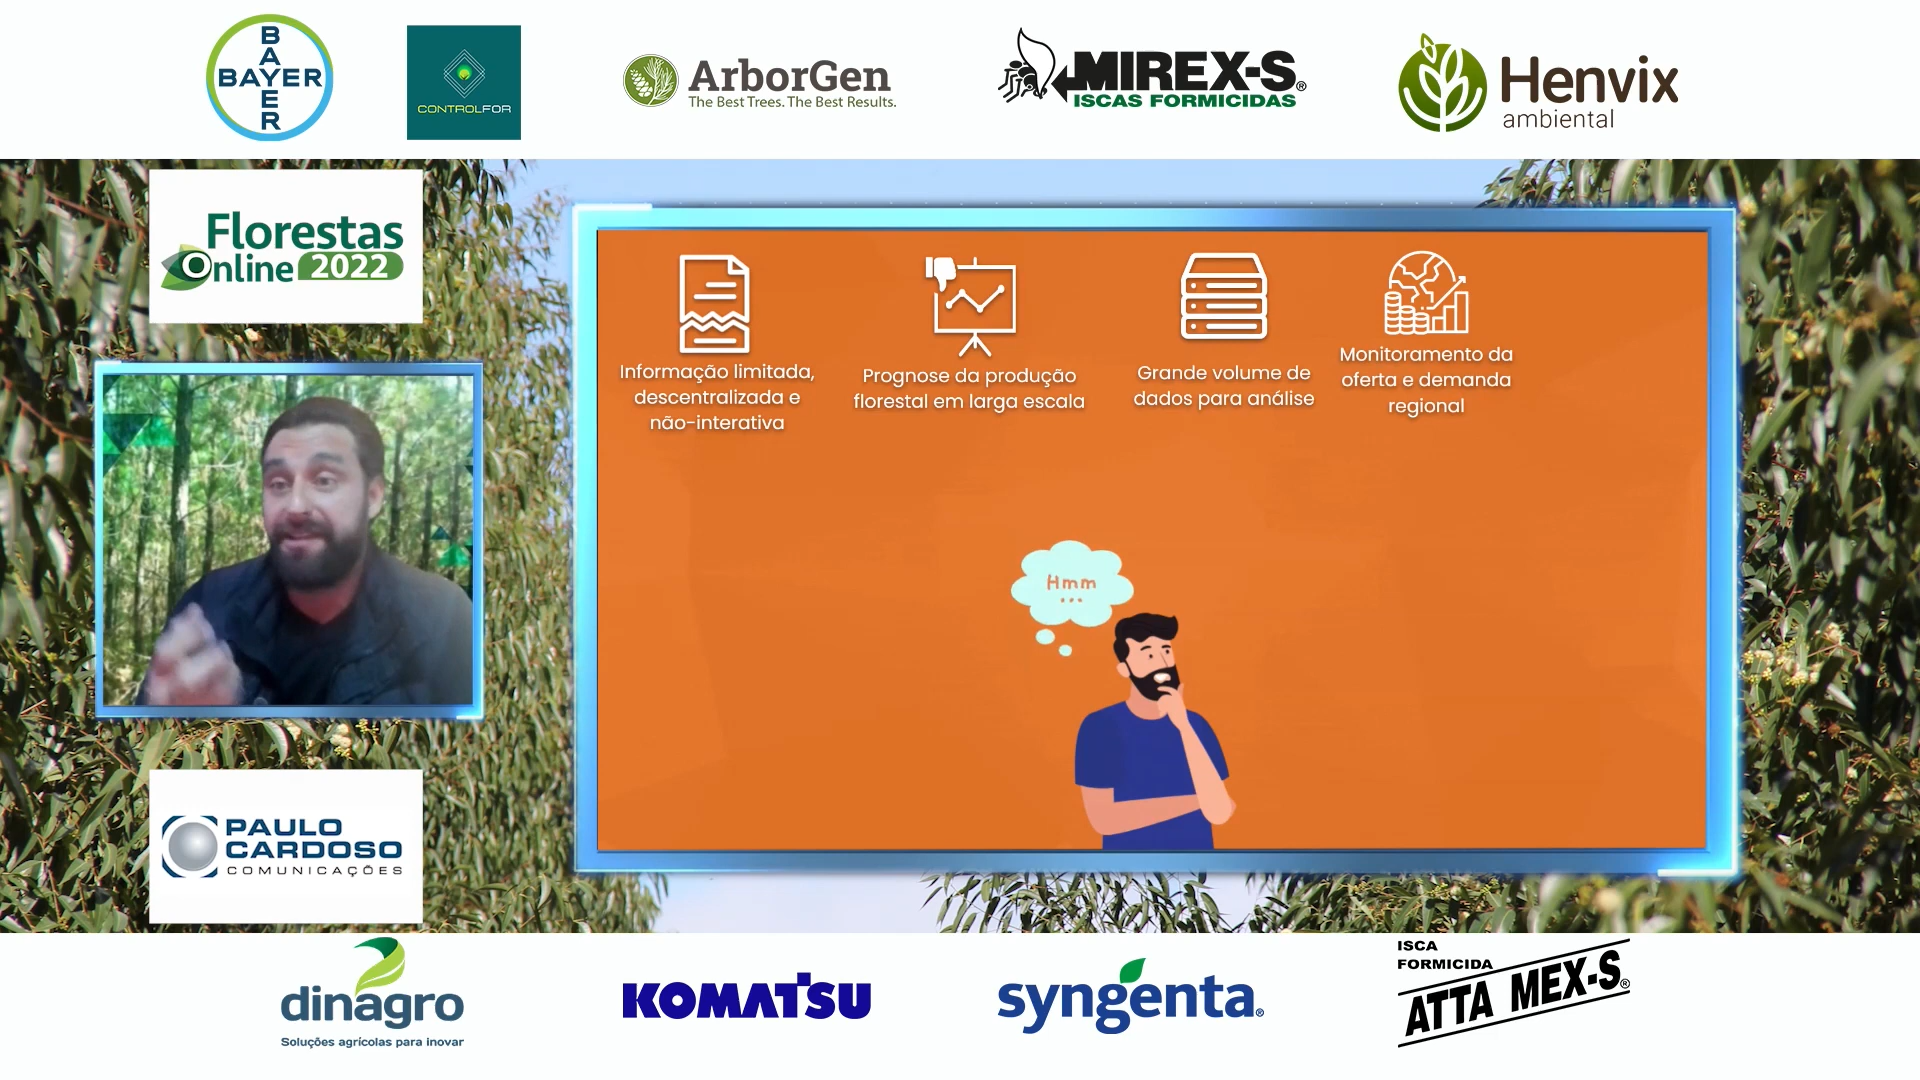 BAYER
BAYER
CONTROLFOR
ArborGen
The Best Trees. The Best Results.
MIREX-S®
ISCAS FORMICIDAS
Henvix
ambiental
Florestas
Online 2022
Informação limitada,
descentralizada e
não-interativa
Prognose da produção
florestal em larga escala
Grande volume de
dados para análise
Monitoramento da
oferta e demanda
regional
Hmm
...
PAULO
CARDOSO
COMUNICAÇÕES
dinagro
Soluções agrícolas para inovar
KOMATSU
syngenta®
ISCA
FORMICIDA
ATTA MEX-S®